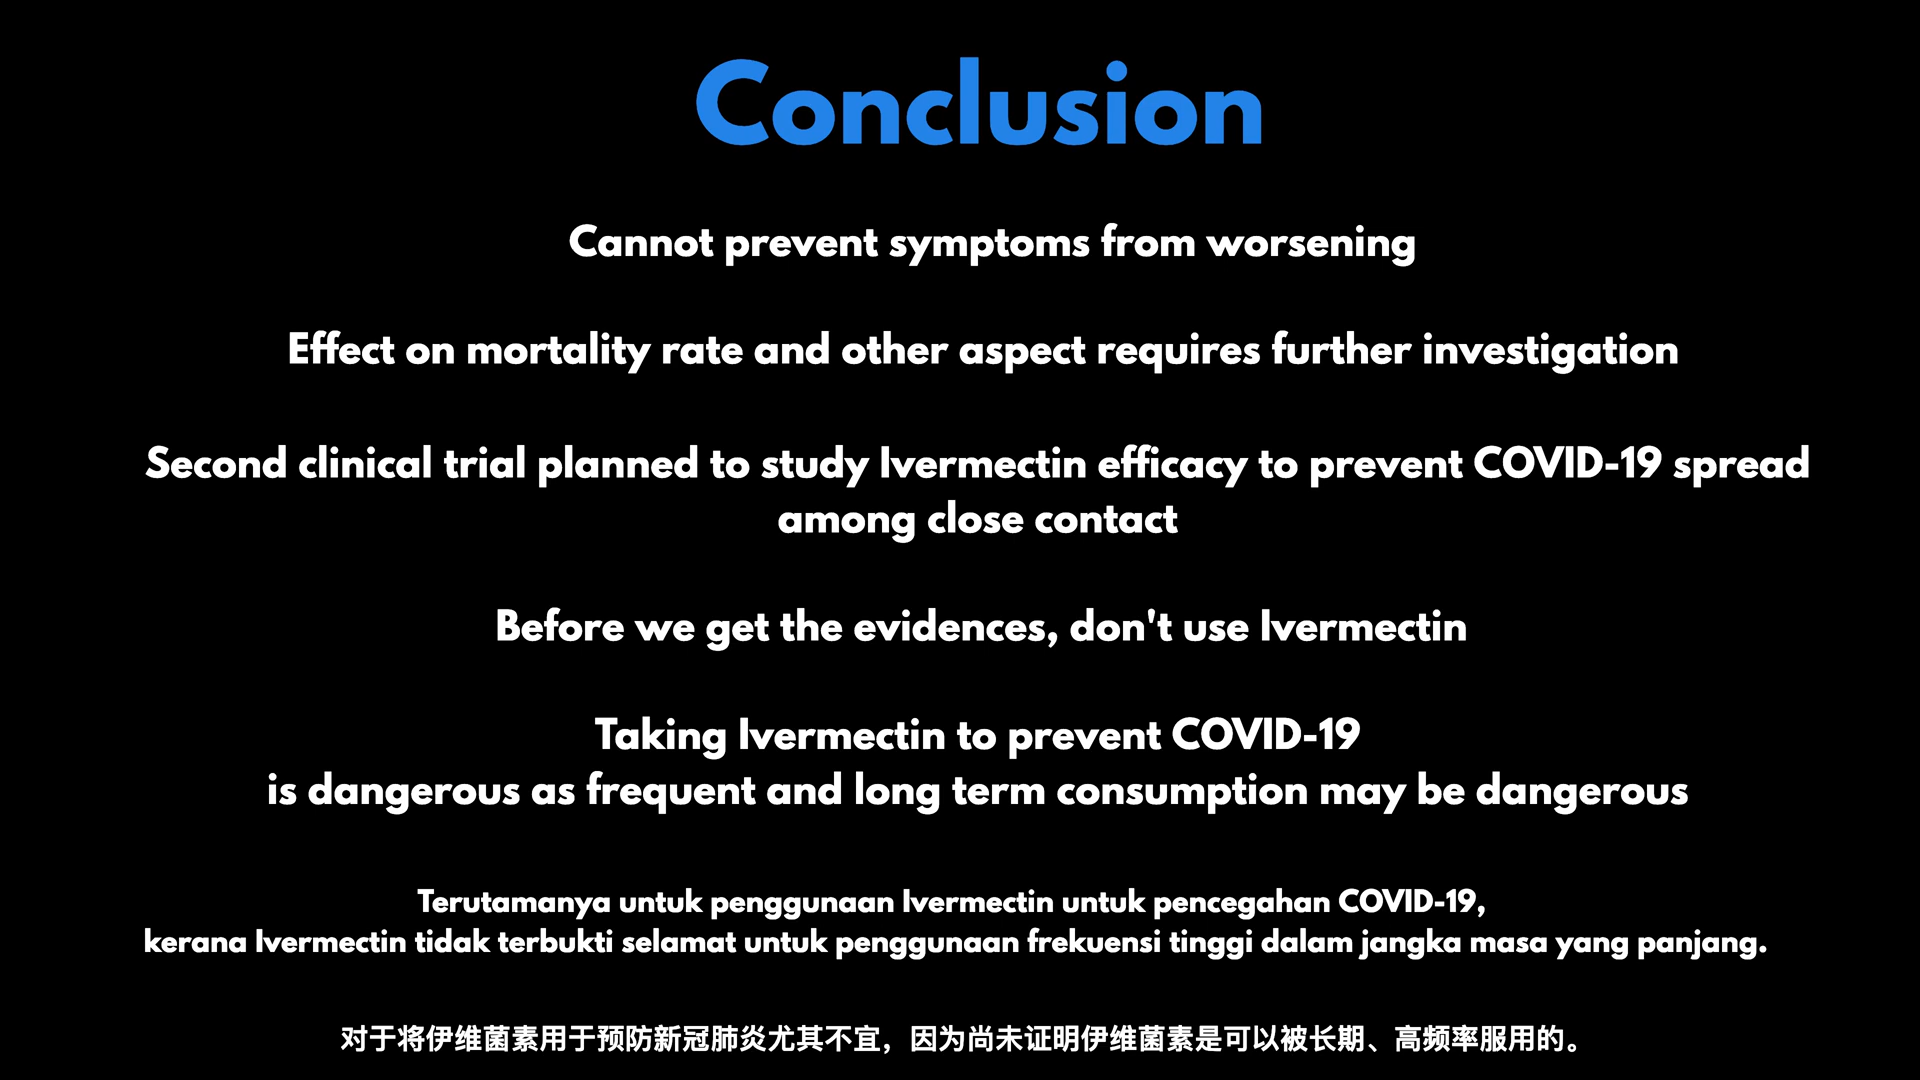 Conclusion
Cannot prevent symptoms from worsening
Effect on mortality rate and other aspect requires further investigation
Second clinical trial planned to study Ivermectin efficacy to prevent COVID-19 spread
among close contact
Before we get the evidences, don't use Ivermectin
Taking Ivermectin to prevent COVID-19
is dangerous as frequent and long term consumption may be dangerous
Terutamanya untuk penggunaan Ivermectin untuk pencegahan COVID-19,
kerana Ivermectin tidak terbukti selamat untuk penggunaan frekuensi tinggi dalam jangka masa yang panjang.
对于将伊维菌素用于预防新冠肺炎尤其不宜，因为尚未证明伊维菌素是可以被长期、高频率服用的。